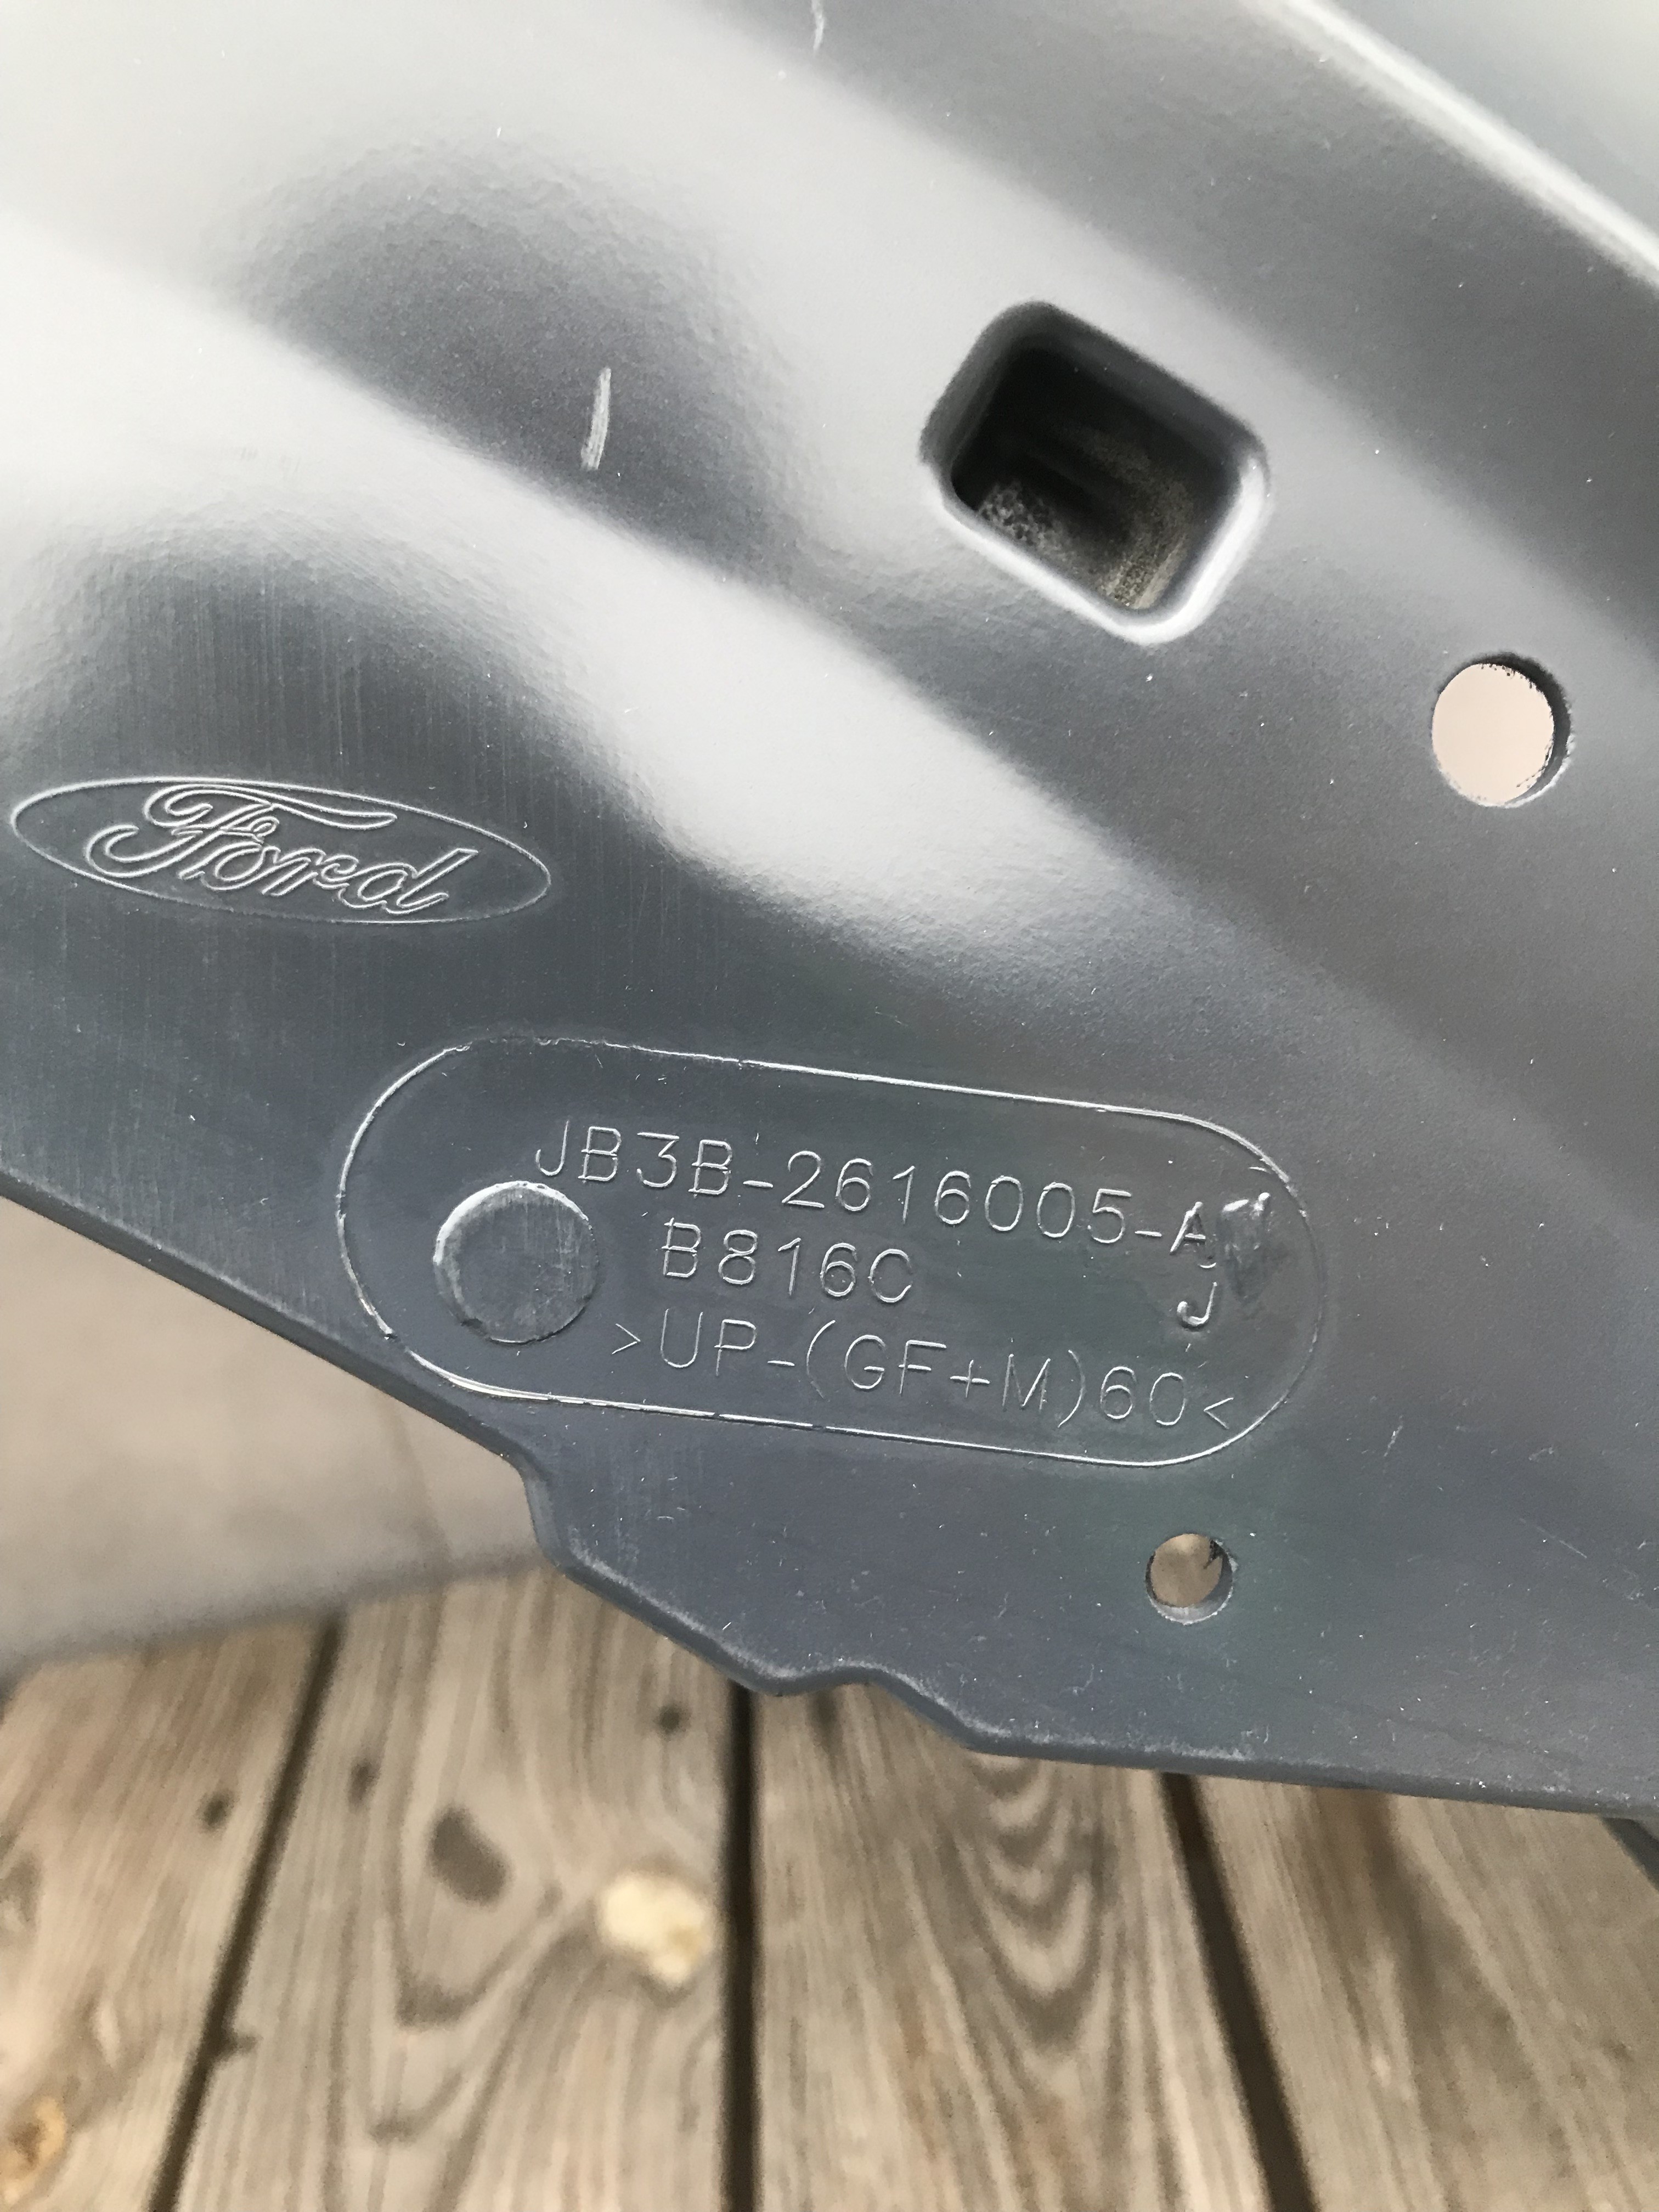 Ford
JB3B-2616005-A
B816C
J
>UP-(GF+M)60<